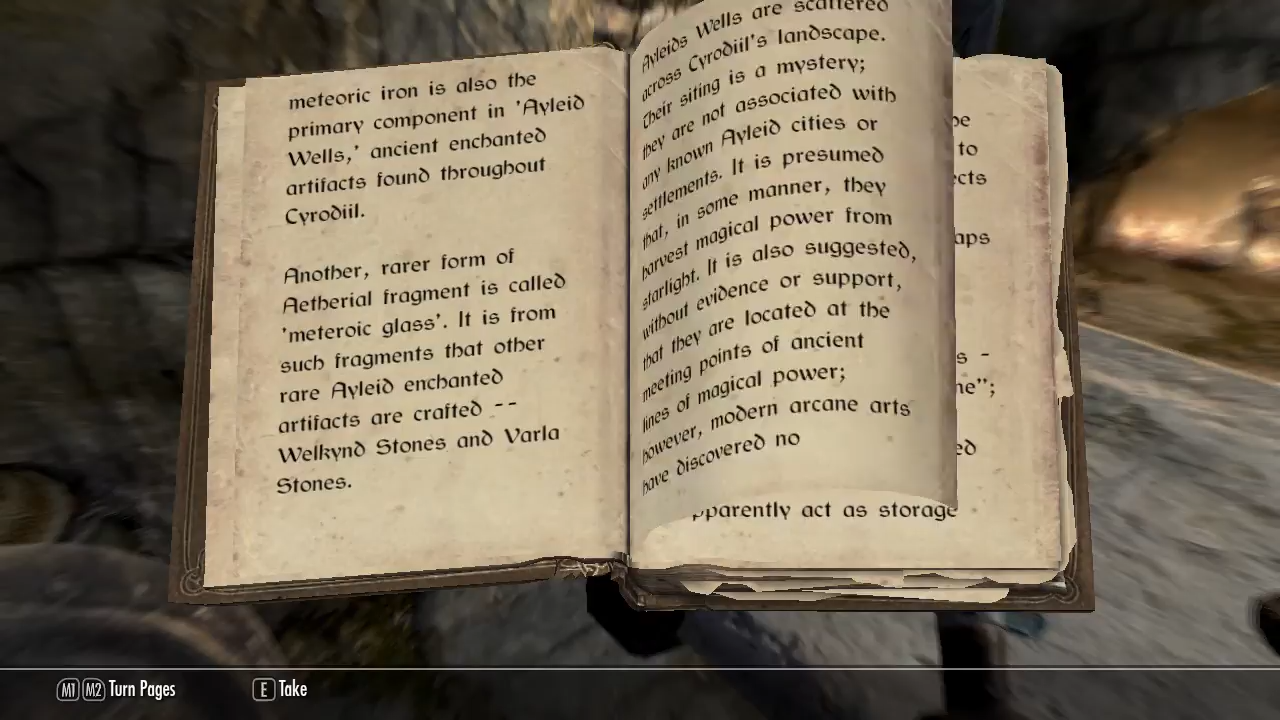 meteoric iron is also the
primary component in 'Ayleid
Wells,' ancient enchanted
artifacts found throughout
Cyrodiil.
Another, rarer form of
Aetherial fragment is called
'meteroic glass'. It is from
such fragments that other
rare Ayleid enchanted
artifacts are crafted --
Welkynd Stones and Varla
Stones.
Ayleids Wells are scattered
across Cyrodiil's landscape.
Their siting is a mystery;
they are not associated with
any known Ayleid cities or
settlements. It is presumed
that, in some manner, they
harvest magical power from
starlight. It is also suggested,
without evidence or support,
that they are located at the
meeting points of ancient
lines of magical power;
however, modern arcane arts
have discovered no
to
act as storage
M1 M2 Turn Pages
E Take